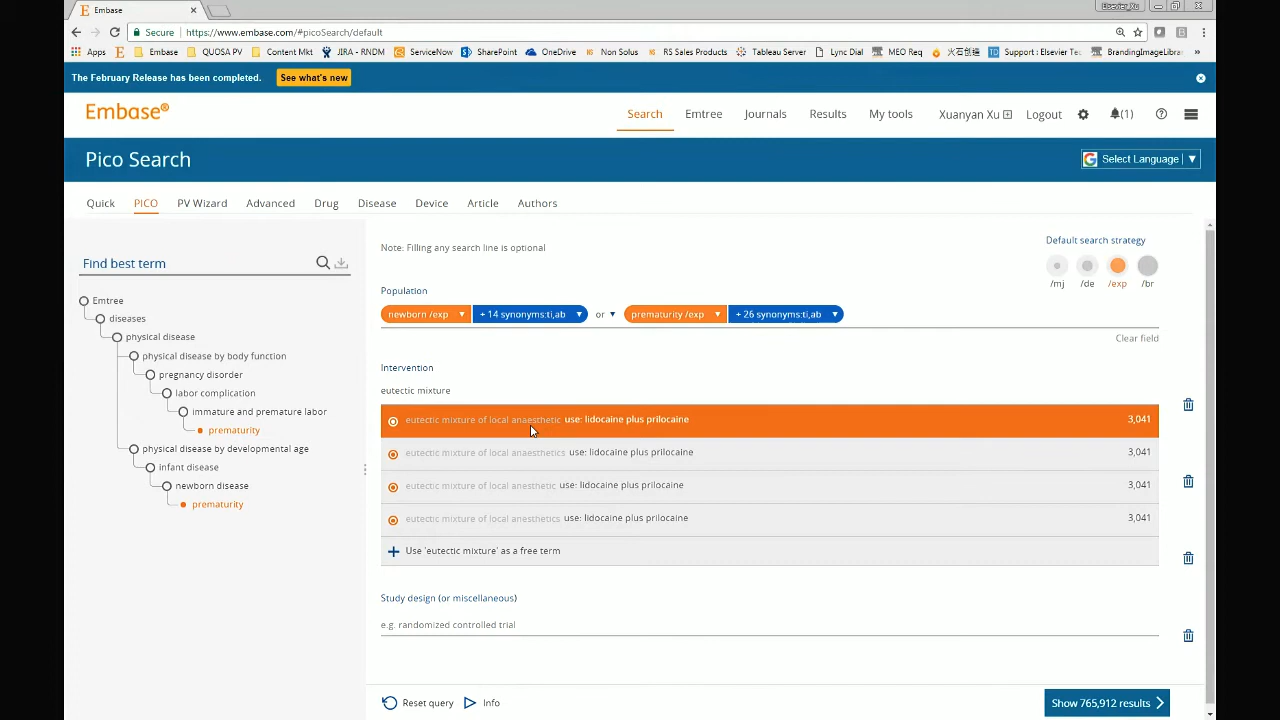 Embase
Elsevier_Xu
Secure https://www.embase.com/#picoSearch/default
Apps Embase QUOSA PV Content Mkt JIRA - RNDM ServiceNow SharePoint OneDrive Non Solus RS Sales Products Tableau Server Lync Dial MEO Req 火石创造 Support : Elsevier Tec BrandingImageLibrar »
The February Release has been completed. See what's new
Embase®
Search Emtree Journals Results My tools Xuanyan Xu Logout (1)
Pico Search
G Select Language ▼
Quick PICO PV Wizard Advanced Drug Disease Device Article Authors
Find best term
Emtree
diseases
physical disease
physical disease by body function
pregnancy disorder
labor complication
immature and premature labor
prematurity
physical disease by developmental age
infant disease
newborn disease
prematurity
Note: Filling any search line is optional
Default search strategy
/mj /de /exp /br
Population
newborn /exp ▼ + 14 synonyms:ti,ab ▼ or ▼ prematurity /exp ▼ + 26 synonyms:ti,ab ▼
Clear field
Intervention
eutectic mixture
eutectic mixture of local anaesthetic use: lidocaine plus prilocaine 3,041
eutectic mixture of local anaesthetics use: lidocaine plus prilocaine 3,041
eutectic mixture of local anesthetic use: lidocaine plus prilocaine 3,041
eutectic mixture of local anesthetics use: lidocaine plus prilocaine 3,041
Use 'eutectic mixture' as a free term
Study design (or miscellaneous)
e.g. randomized controlled trial
Reset query Info
Show 765,912 results